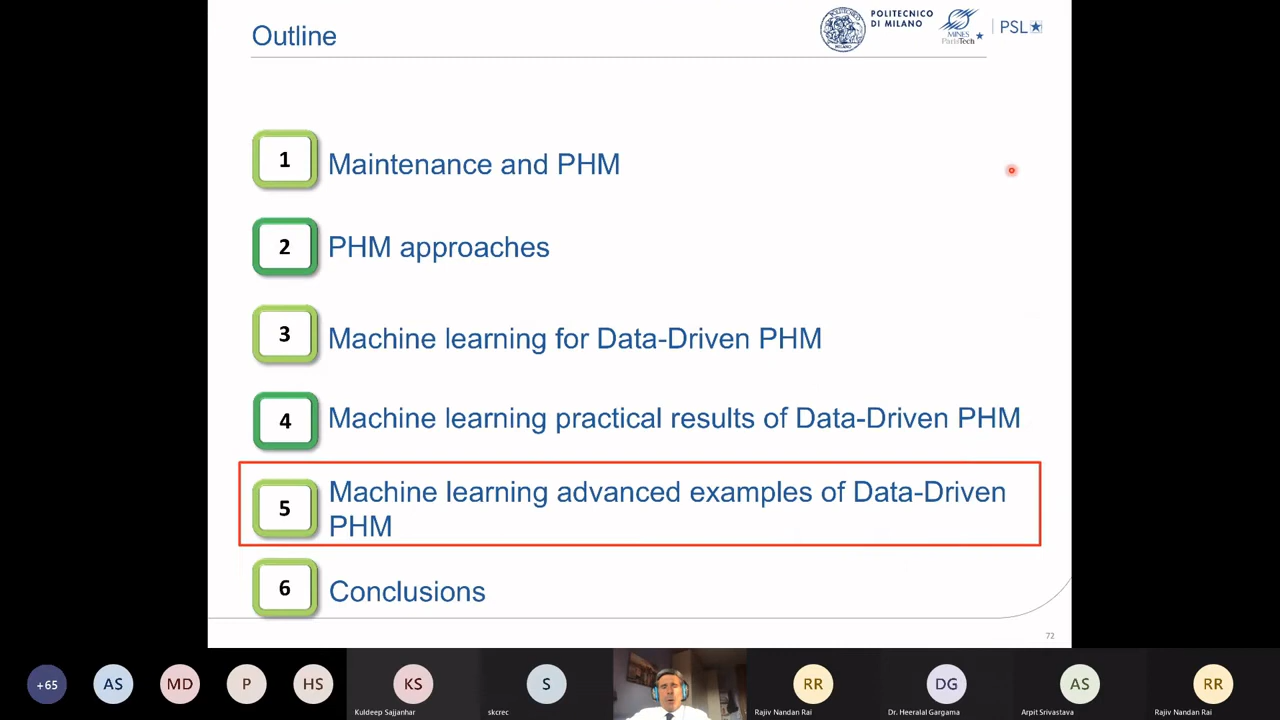 Outline
POLITECNICO
DI MILANO
MINES
ParisTech
PSL
1
Maintenance and PHM
2
PHM approaches
3
Machine learning for Data-Driven PHM
4
Machine learning practical results of Data-Driven PHM
5
Machine learning advanced examples of Data-Driven
PHM
6
Conclusions
72
+65
AS
MD
P
HS
KS
Kuldeep Sajjanhar
S
skcrec
RR
Rajiv Nandan Rai
DG
Dr. Heeralal Gargama
AS
Arpit Srivastava
RR
Rajiv Nandan Rai